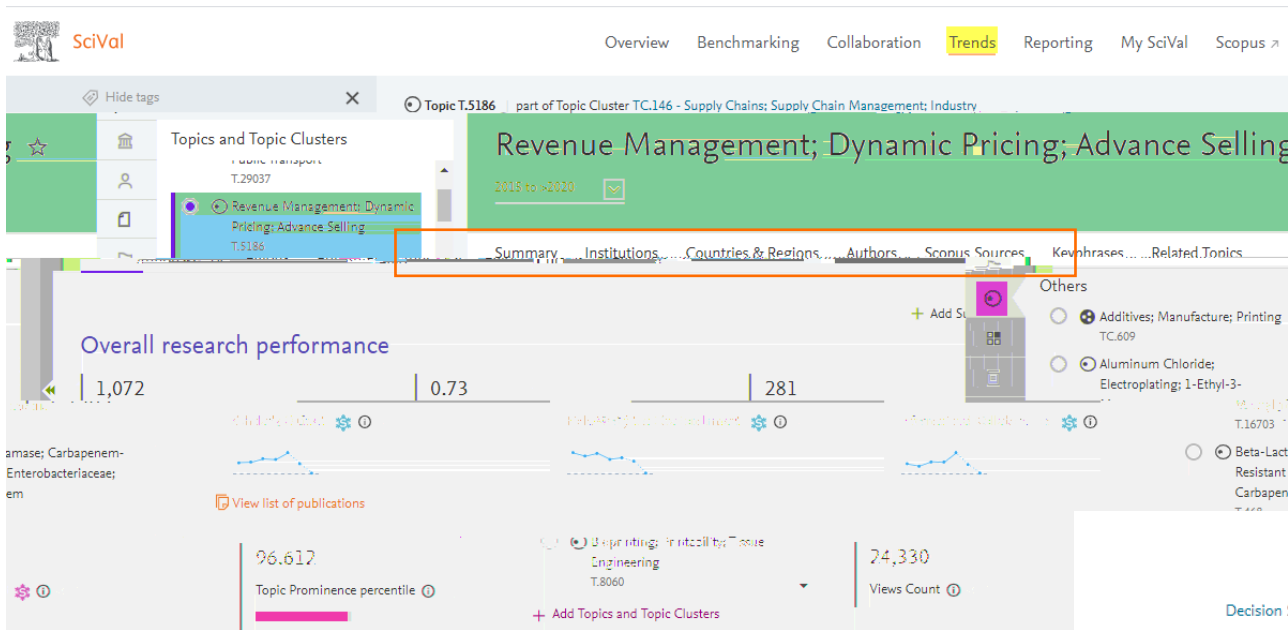 SciVal
Overview Benchmarking Collaboration Trends Reporting My SciVal Scopus
Hide tags
Topic T.5186 part of Topic Cluster TC.146 - Supply Chains; Supply Chain Management; Industry
Topics and Topic Clusters
Revenue Management; Dynamic Pricing; Advance Selling
Public Transport
T.29037
to >2020
Revenue Management; Dynamic
Pricing; Advance Selling
T.5186
Summary Institutions Countries & Regions Authors Scopus Sources Keyphrases Related Topics
Others
+ Add
Additives; Manufacture; Printing
TC.609
Overall research performance
Aluminum Chloride;
Electroplating; 1-Ethyl-3-
1,072
0.73
281
T.16703
amase; Carbapenem-
Enterobacteriaceae;
em
Beta-Lact
Resistant
Carbapen
View list of publications
96.612
Engineering
T.8060
24,330
Topic Prominence percentile
Views Count
+ Add Topics and Topic Clusters
Decision